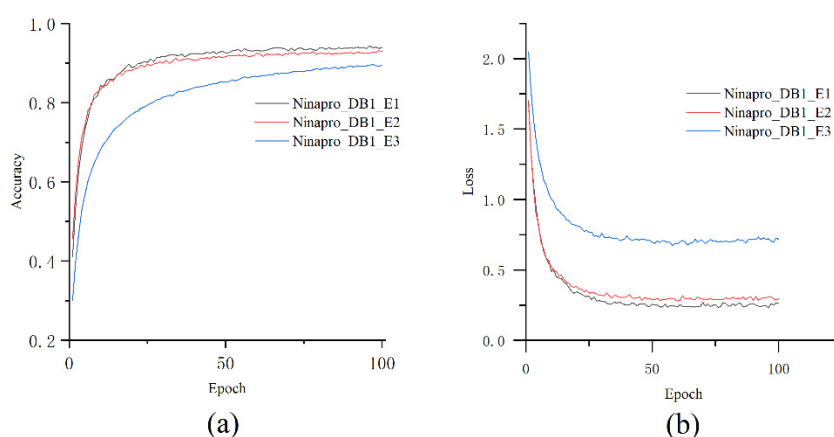 1.0
0.8
0.6
0.4
0.2
Accuracy
0
50
100
Epoch
Ninapro_DB1_E1
Ninapro_DB1_E2
Ninapro_DB1_E3
(a)
2.0
1.5
1.0
0.5
0.0
Loss
0
50
100
Epoch
Ninapro_DB1_E1
Ninapro_DB1_E2
Ninapro_DB1_E3
(b)